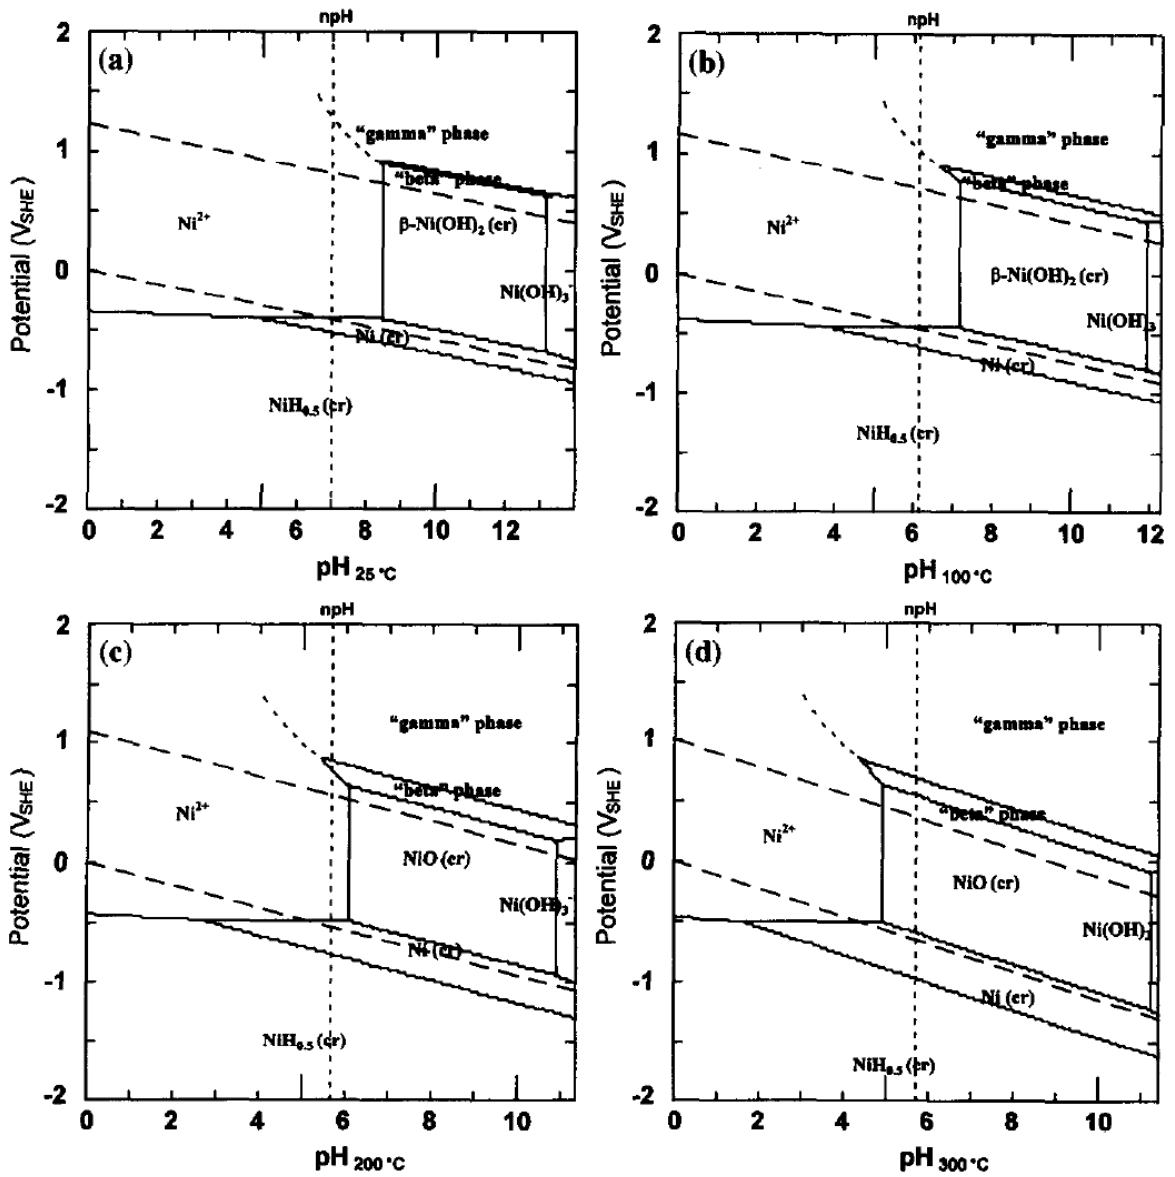 npH
npH
2
(a)
"gamma" phase
1
"beta" phase
Ni2+
β-Ni(OH)2 (cr)
0
Ni(OH)3-
Ni (cr)
-1
NiH0.5 (cr)
-2
0 2 4 6 8 10 12
pH 25 °C
Potential (VSHE)
2
(b)
"gamma" phase
1
"beta" phase
Ni2+
0
β-Ni(OH)2 (cr)
Ni(OH)3-
Ni (cr)
-1
NiH0.5 (cr)
-2
0 2 4 6 8 10 12
pH 100 °C
Potential (VSHE)
npH
npH
2
(c)
"gamma" phase
1
"beta" phase
Ni2+
NiO (cr)
0
Ni(OH)3-
Ni (cr)
-1
NiH0.5 (cr)
-2
0 2 4 6 8 10
pH 200 °C
Potential (VSHE)
2
(d)
"gamma" phase
1
"beta" phase
Ni2+
NiO (cr)
0
Ni(OH)3-
Ni (cr)
-1
NiH0.5 (cr)
-2
0 2 4 6 8 10
pH 300 °C
Potential (VSHE)